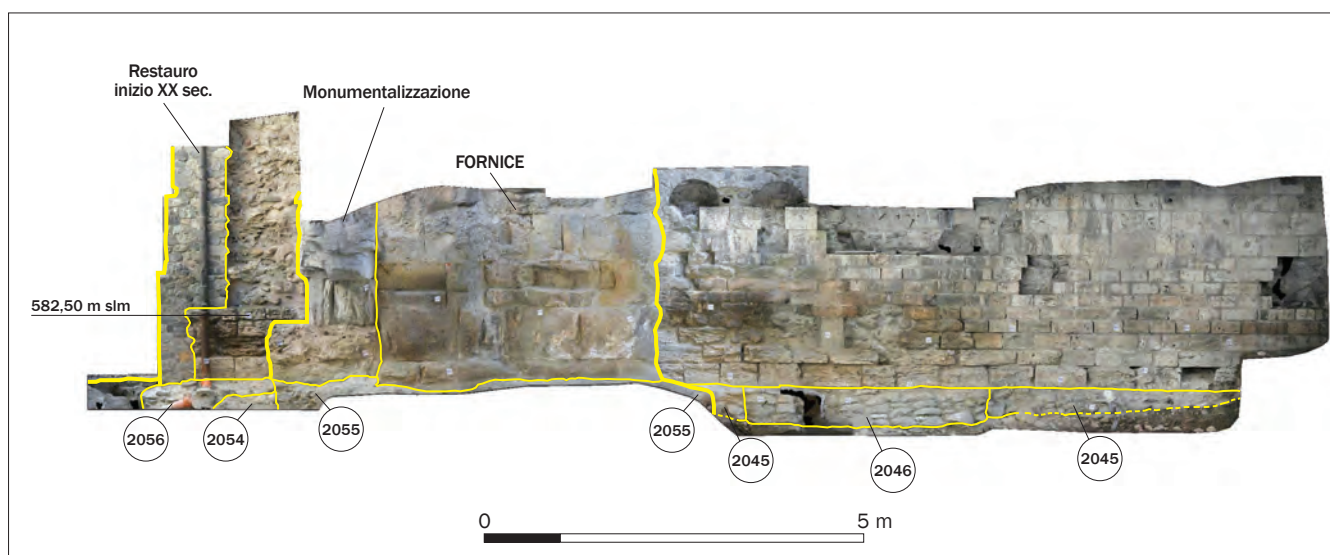 Restauro
inizio XX sec.
Monumentalizzazione
FORNICE
582,50 m slm
2056
2054
2055
2055
2045
2046
2045
0
5 m